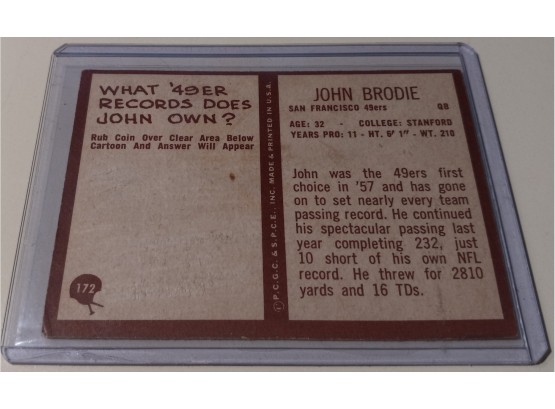 WHAT '49ER
RECORDS DOES
JOHN OWN?
Rub Coin Over Clear Area Below
Cartoon And Answer Will Appear
172
© P.C.G.C. & S.P.C.E., INC. MADE & PRINTED IN U.S.A.
JOHN BRODIE
SAN FRANCISCO 49ers QB
AGE: 32 - COLLEGE: STANFORD
YEARS PRO: 11 - HT. 6' 1" - WT. 210
John was the 49ers first
choice in '57 and has gone
on to set nearly every team
passing record. He continued
his spectacular passing last
year completing 232, just
10 short of his own NFL
record. He threw for 2810
yards and 16 TDs.